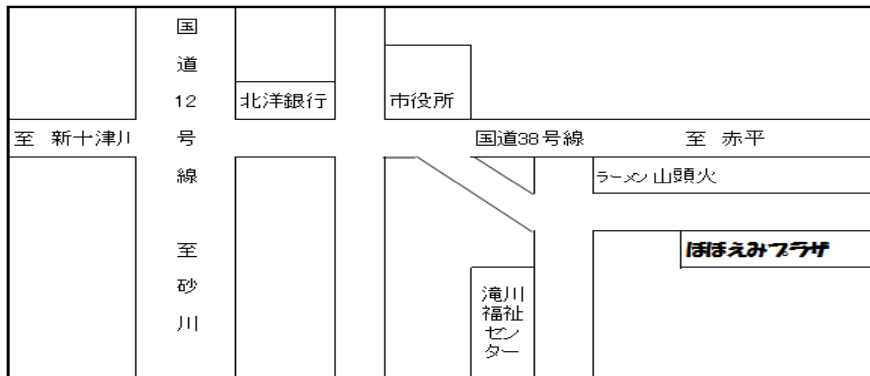 国道12号線 至 砂川
北洋銀行
市役所
至 新十津川
国道38号線 至 赤平
ラーメン 山頭火
ほほえみプラザ
滝川
福祉
セン
ター